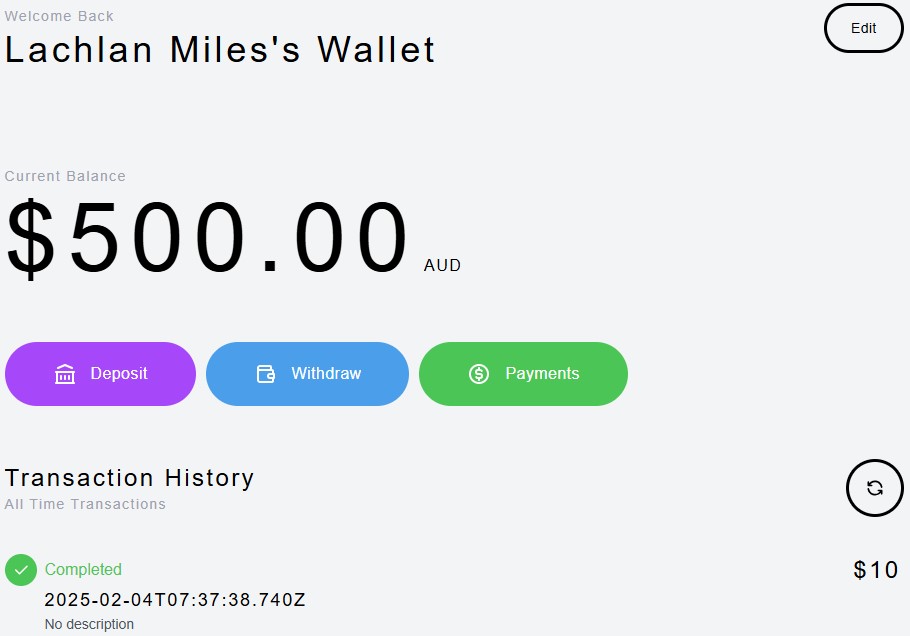 Welcome Back
Lachlan Miles's Wallet
Edit
Current Balance
$500.00 AUD
Deposit
Withdraw
Payments
Transaction History
All Time Transactions
Completed
$10
2025-02-04T07:37:38.740Z
No description